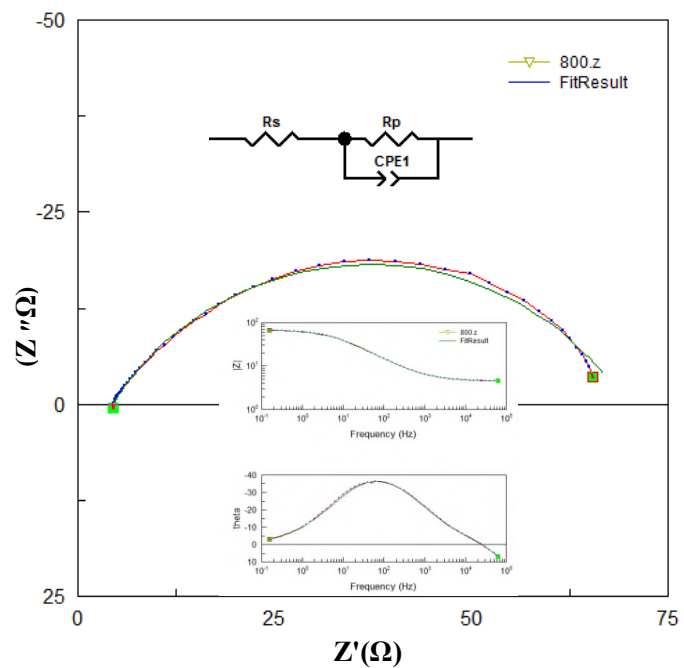 -50
800.z
FitResult
Rs
Rp
CPE1
-25
(Z "Ω)
10²
800.z
FitResult
|Z|
10¹
10⁰
10⁻¹ 10⁰ 10¹ 10² 10³ 10⁴ 10⁵
Frequency (Hz)
0
-40
-30
-20
-10
0
10
theta
10⁻¹ 10⁰ 10¹ 10² 10³ 10⁴ 10⁵
Frequency (Hz)
25
0 25 50 75
Z'(Ω)